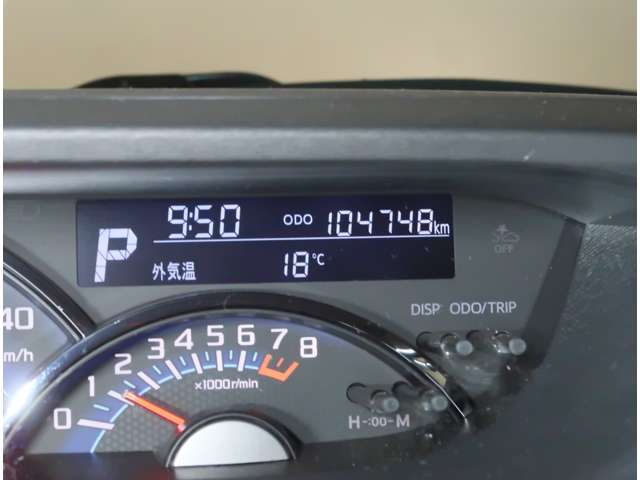 P 9:50 ODO 104748km
外気温 18℃
DISP ODO/TRIP
OFF
40
km/h
0 1 2 3 4 5 6 7 8
×1000r/min
H -:00- M